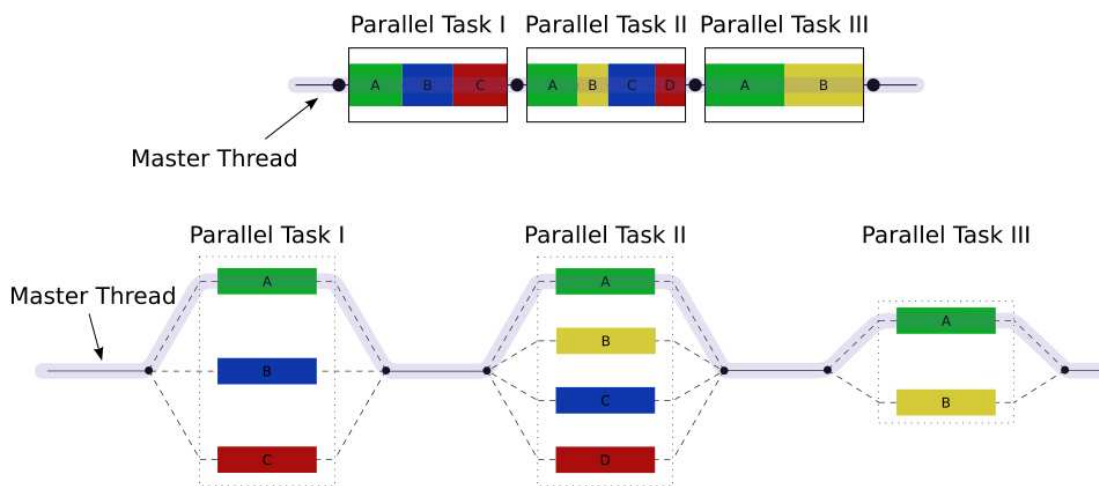 Parallel Task I Parallel Task II Parallel Task III
A B C A B C D A B
Master Thread
Parallel Task I Parallel Task II Parallel Task III
Master Thread
A A A
B B
B C
C D B